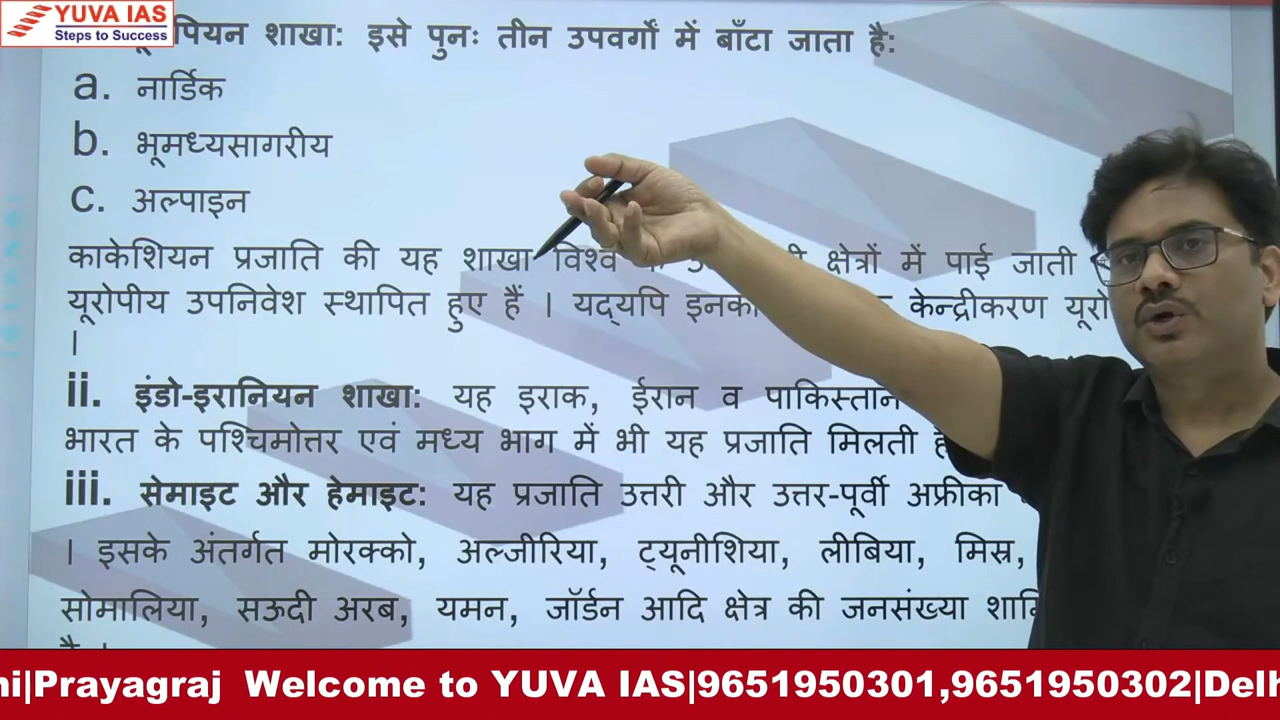 YUVA IAS
Steps to Success
शाखा: इसे पुनः तीन उपवर्गों में बाँटा जाता है:
a. नार्डिक
b. भूमध्यसागरीय
c. अल्पाइन
काकेशियन प्रजाति की यह शाखा विश्व क्षेत्रों में पाई जाती
यूरोपीय उपनिवेश स्थापित हुए हैं । यद्यपि केन्द्रीकरण
।
ii. इंडो-इरानियन शाखा: यह इराक, ईरान व पाकिस्तान
भारत के पश्चिमोत्तर एवं मध्य भाग में भी यह प्रजाति मिलती
iii. सेमाइट और हेमाइट: यह प्रजाति उत्तरी और उत्तर-पूर्वी अफ्रीका
। इसके अंतर्गत मोरक्को, अल्जीरिया, ट्यूनीशिया, लीबिया, मिस्र,
सोमालिया, सऊदी अरब, यमन, जॉर्डन आदि क्षेत्र की जनसंख्या
|Prayagraj Welcome to YUVA IAS|9651950301,9651950302|